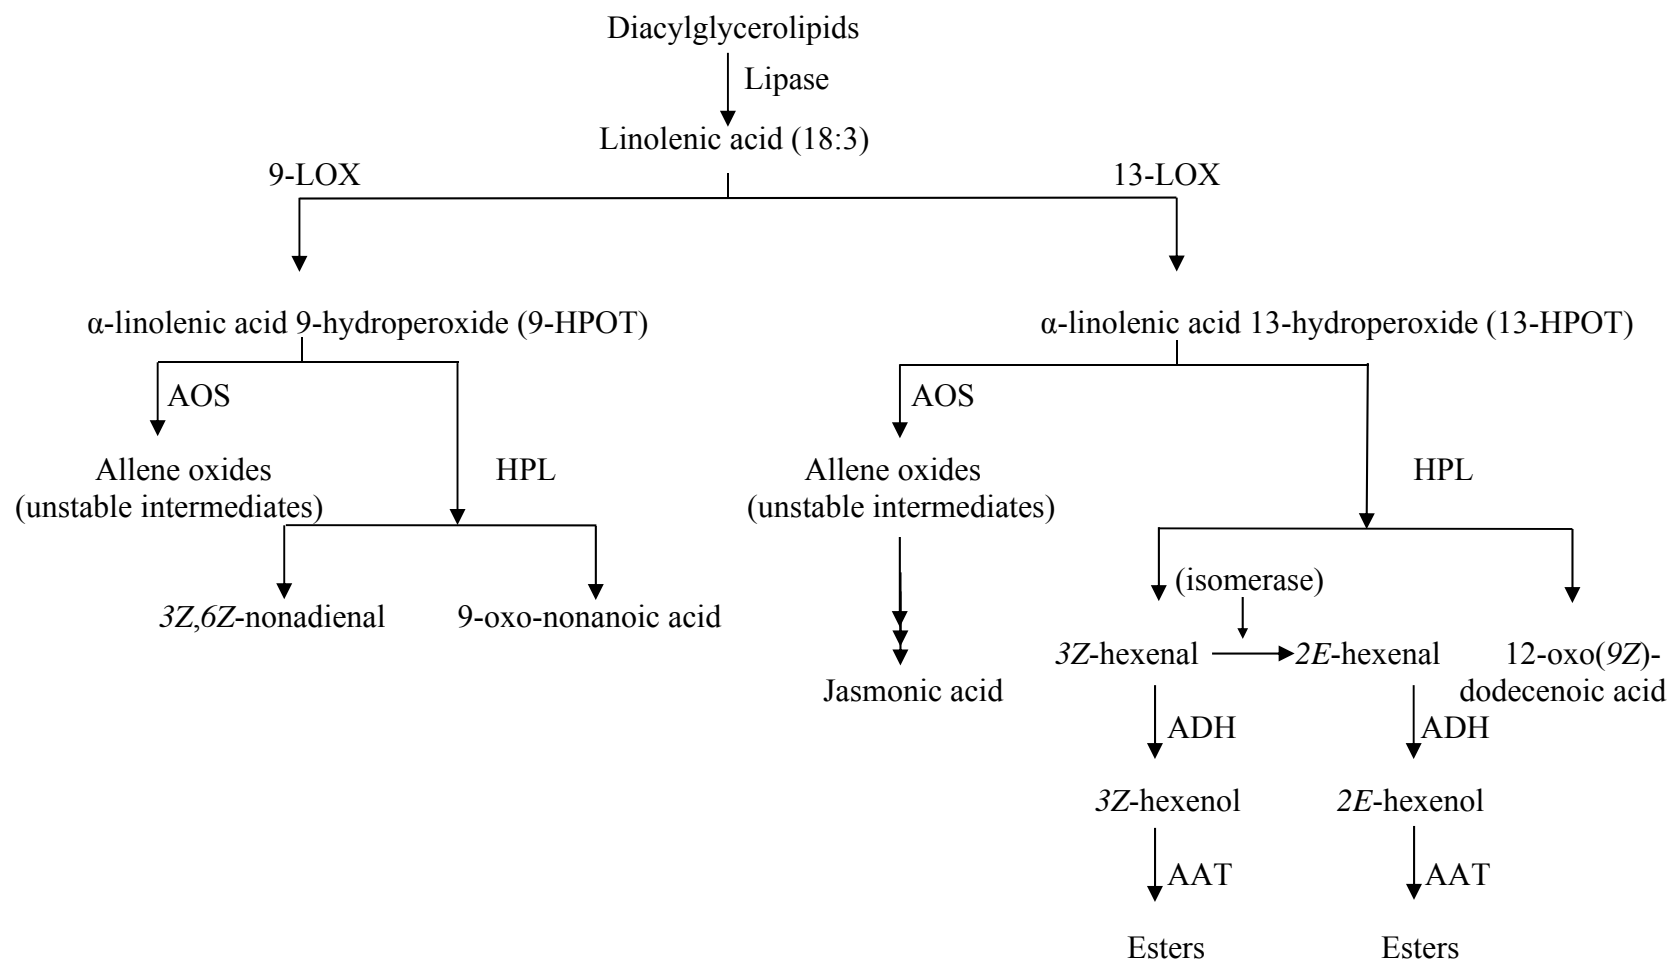 Diacylglycerolipids
Lipase
Linolenic acid (18:3)
9-LOX
13-LOX
α-linolenic acid 9-hydroperoxide (9-HPOT)
α-linolenic acid 13-hydroperoxide (13-HPOT)
AOS
AOS
Allene oxides
(unstable intermediates)
HPL
Allene oxides
(unstable intermediates)
HPL
(isomerase)
3Z,6Z-nonadienal
9-oxo-nonanoic acid
3Z-hexenal
2E-hexenal
12-oxo(9Z)-
dodecenoic acid
Jasmonic acid
ADH
ADH
3Z-hexenol
2E-hexenol
AAT
AAT
Esters
Esters